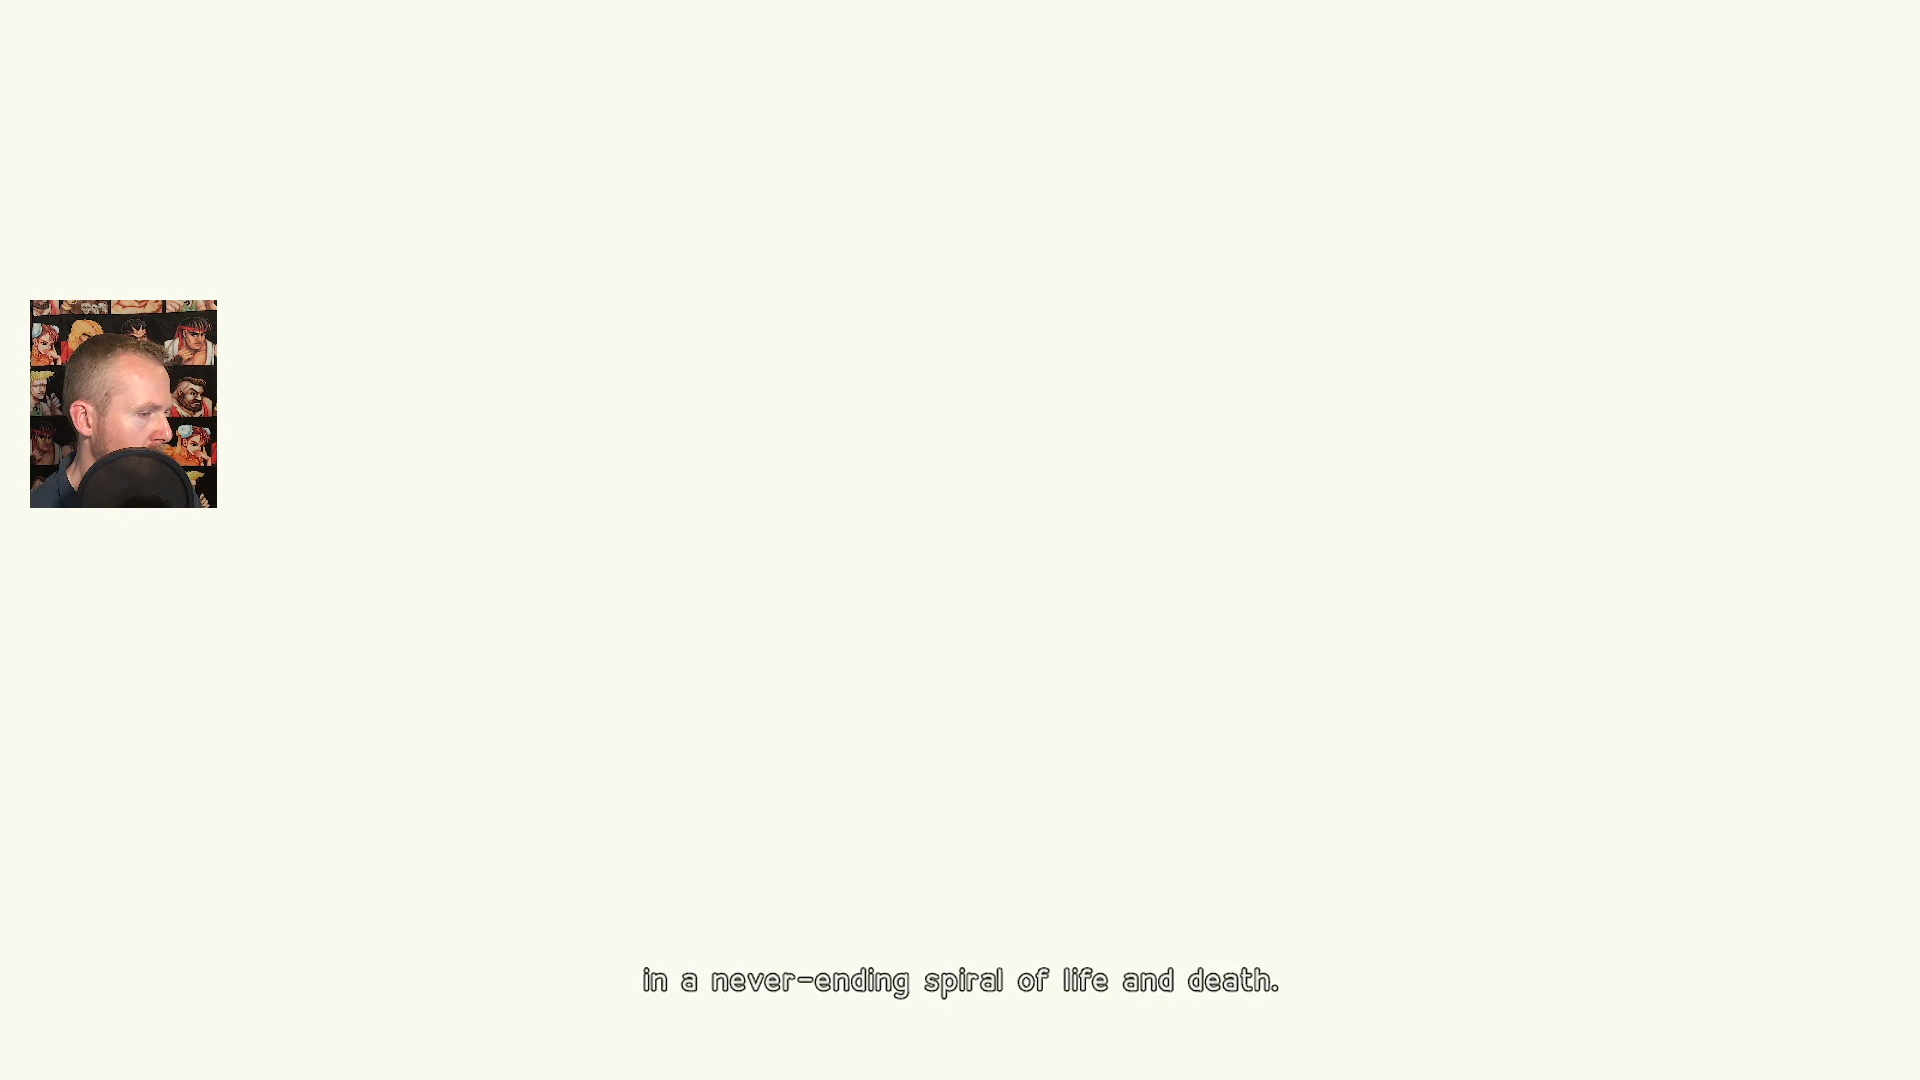 in a never-ending spiral of life and death.